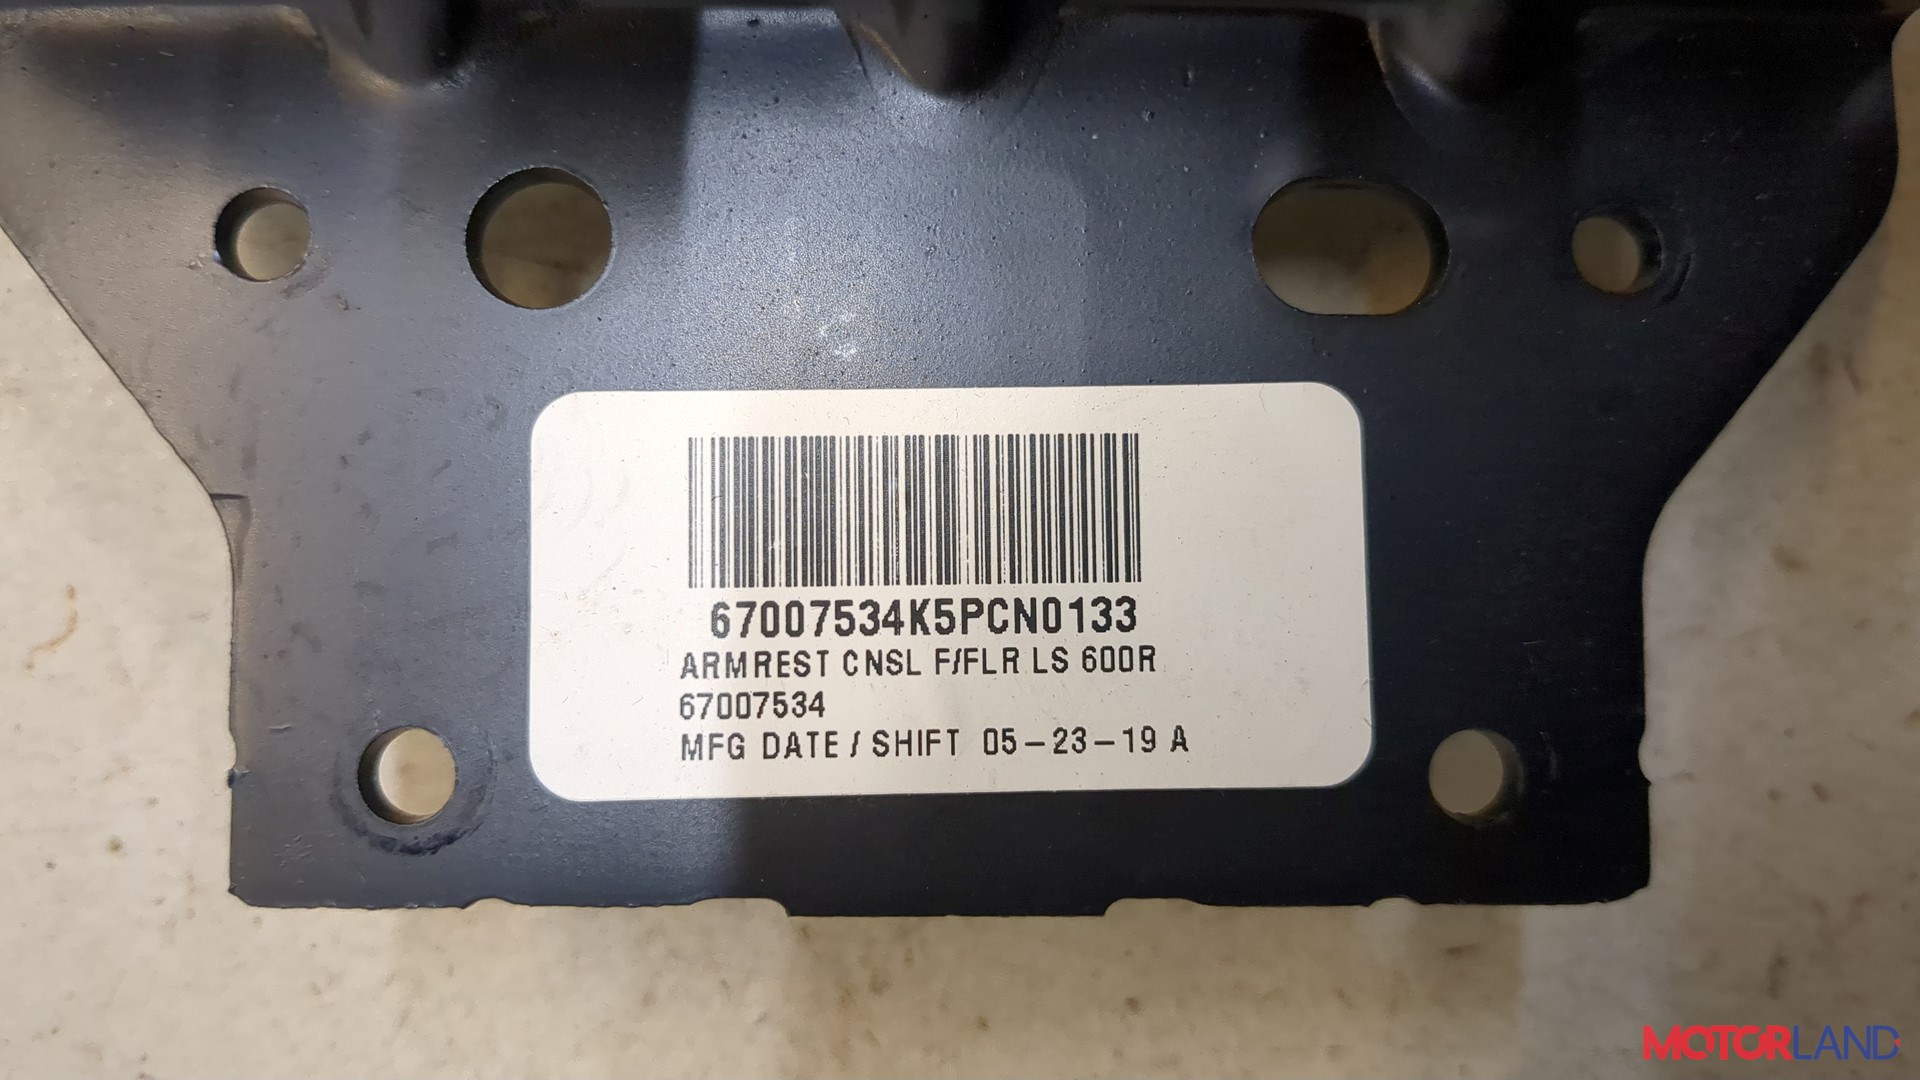 67007534K5PCN0133
ARMREST CNSL F/FLR LS 600R
67007534
MFG DATE / SHIFT 05-23-19 A
MOTORLAND